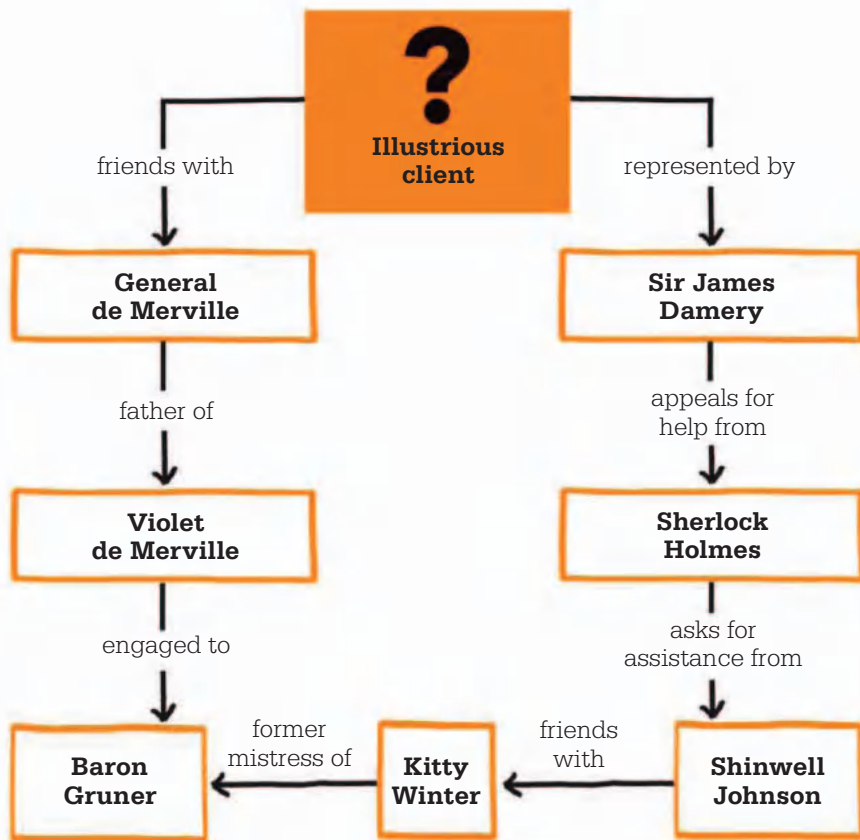 ?
Illustrious
client
friends with
represented by
General
de Merville
Sir James
Damery
father of
appeals for
help from
Violet
de Merville
Sherlock
Holmes
engaged to
asks for
assistance from
Baron
Gruner
former
mistress of
Kitty
Winter
friends
with
Shinwell
Johnson